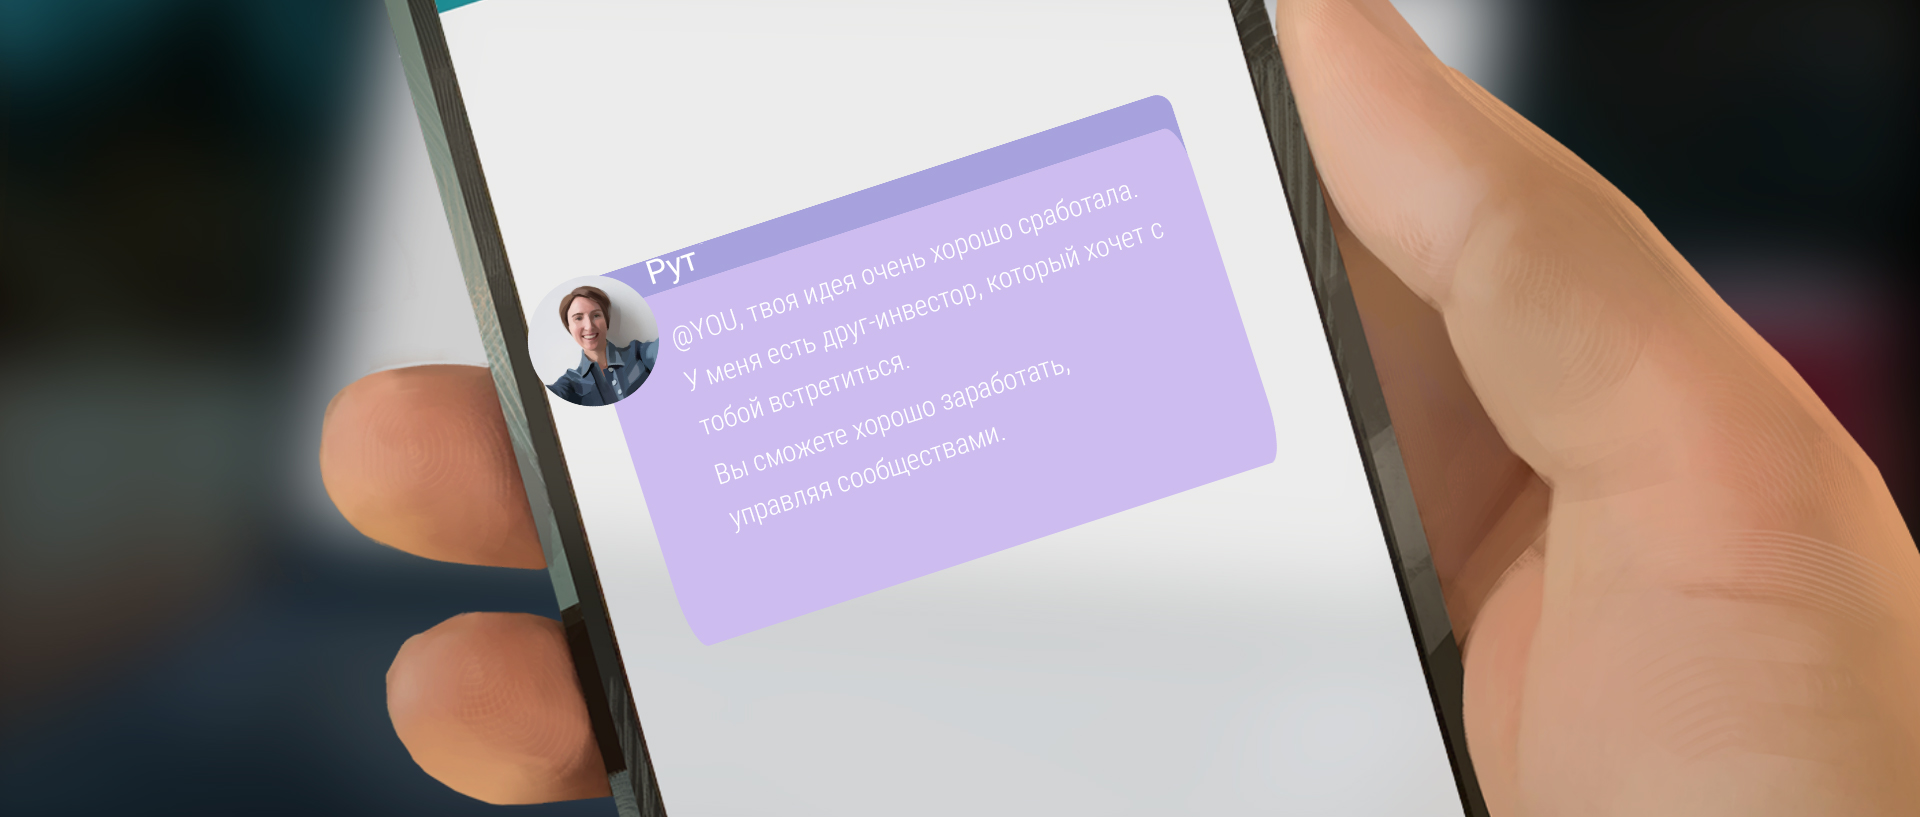 Рут
@YOU, твоя идея очень хорошо сработала.
У меня есть друг-инвестор, который хочет с
тобой встретиться.
Вы сможете хорошо заработать,
управляя сообществами.